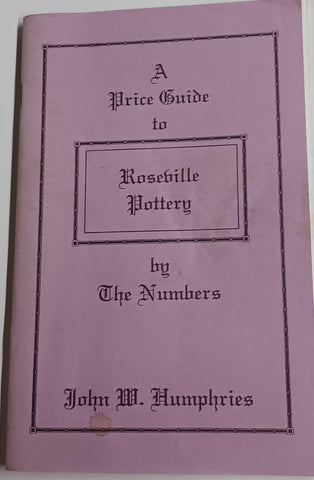 A
Price Guide
to
Roseville
Pottery
by
The Numbers
John W. Humphries